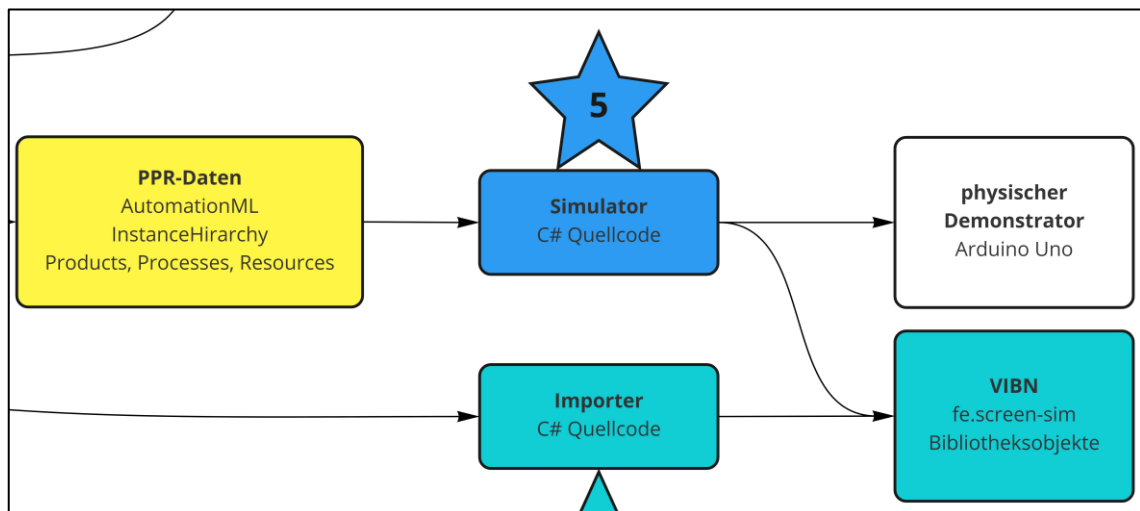 5
PPR-Daten
AutomationML
InstanceHirarchy
Products, Processes, Resources
Simulator
C# Quellcode
physischer
Demonstrator
Arduino Uno
Importer
C# Quellcode
VIBN
fe.screen-sim
Bibliotheksobjekte